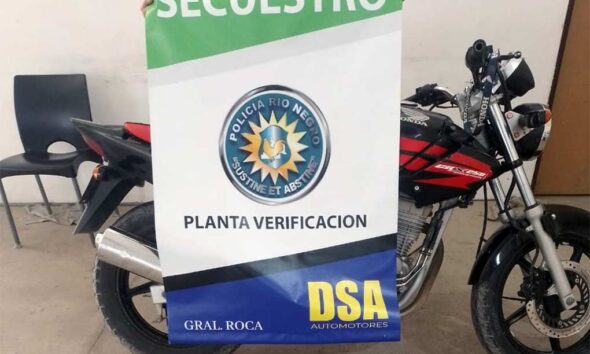 SECUESTRO
POLICIA RIO NEGRO
SUSTINE ET ABSTINE
PLANTA VERIFICACION
DSA
AUTOMOTORES
GRAL. ROCA
HONDA